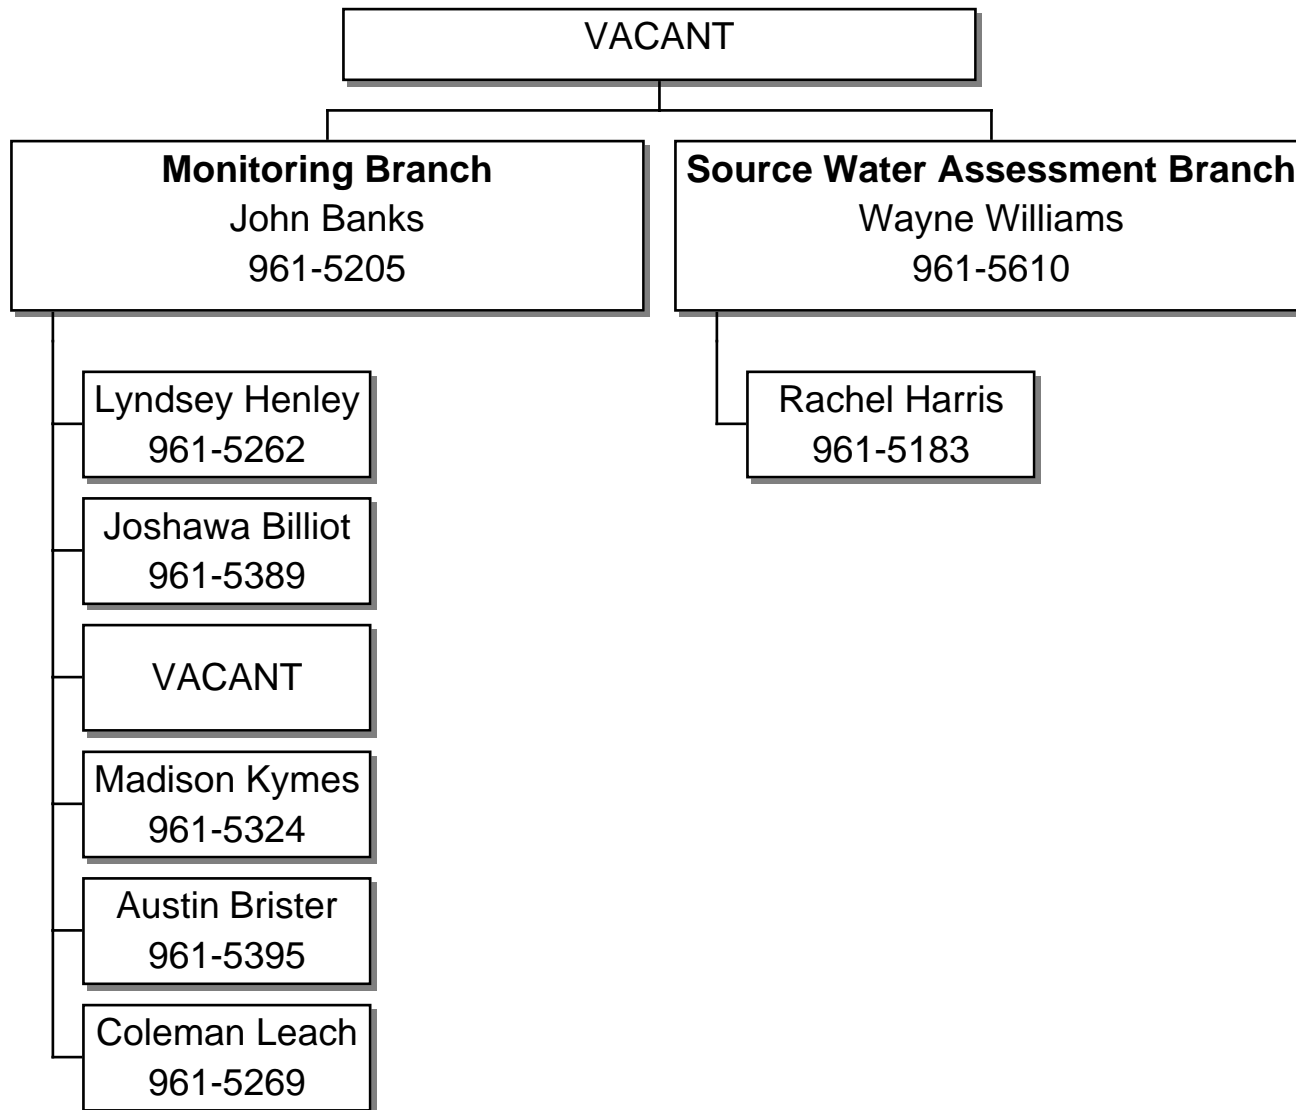 VACANT
Monitoring Branch
John Banks
961-5205
Source Water Assessment Branch
Wayne Williams
961-5610
Lyndsey Henley
961-5262
Joshawa Billiot
961-5389
VACANT
Madison Kymes
961-5324
Austin Brister
961-5395
Coleman Leach
961-5269
Rachel Harris
961-5183